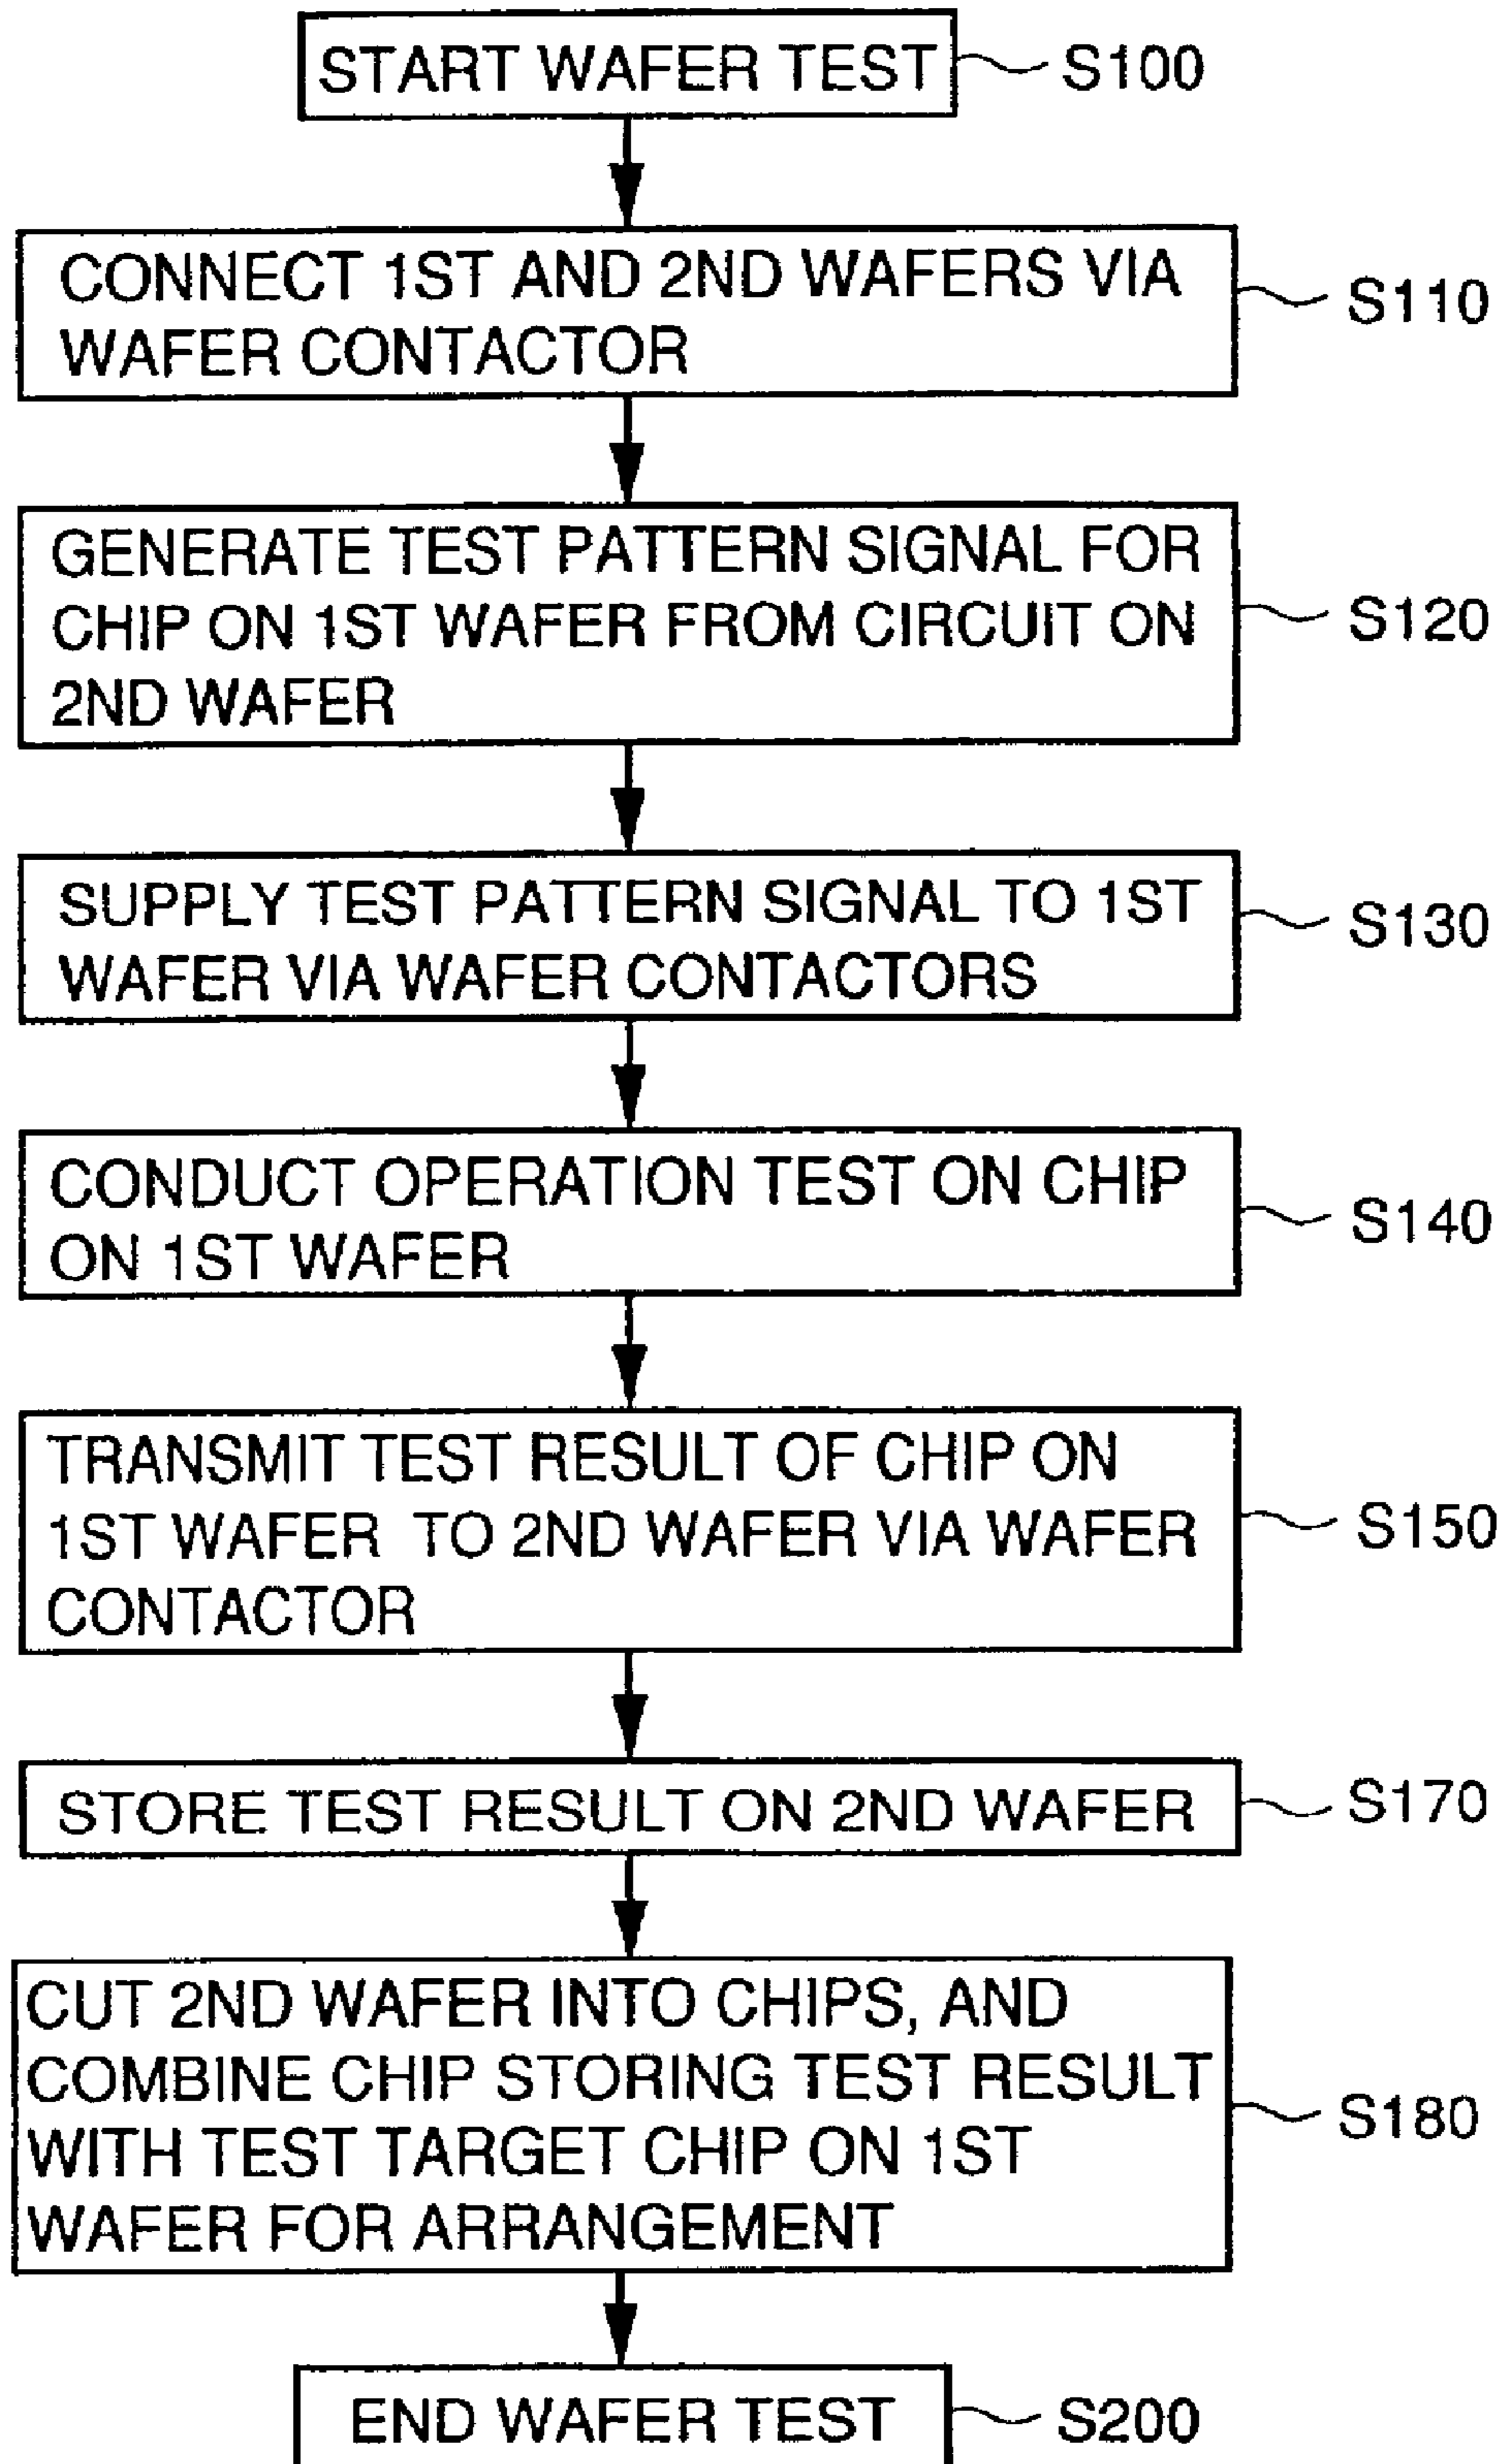 START WAFER TEST
S100
CONNECT 1ST AND 2ND WAFERS VIA
WAFER CONTACTOR
S110
GENERATE TEST PATTERN SIGNAL FOR
CHIP ON 1ST WAFER FROM CIRCUIT ON
2ND WAFER
S120
SUPPLY TEST PATTERN SIGNAL TO 1ST
WAFER VIA WAFER CONTACTORS
S130
CONDUCT OPERATION TEST ON CHIP
ON 1ST WAFER
S140
TRANSMIT TEST RESULT OF CHIP ON
1ST WAFER TO 2ND WAFER VIA WAFER
CONTACTOR
S150
STORE TEST RESULT ON 2ND WAFER
S170
CUT 2ND WAFER INTO CHIPS, AND
COMBINE CHIP STORING TEST RESULT
WITH TEST TARGET CHIP ON 1ST
WAFER FOR ARRANGEMENT
S180
END WAFER TEST
S200